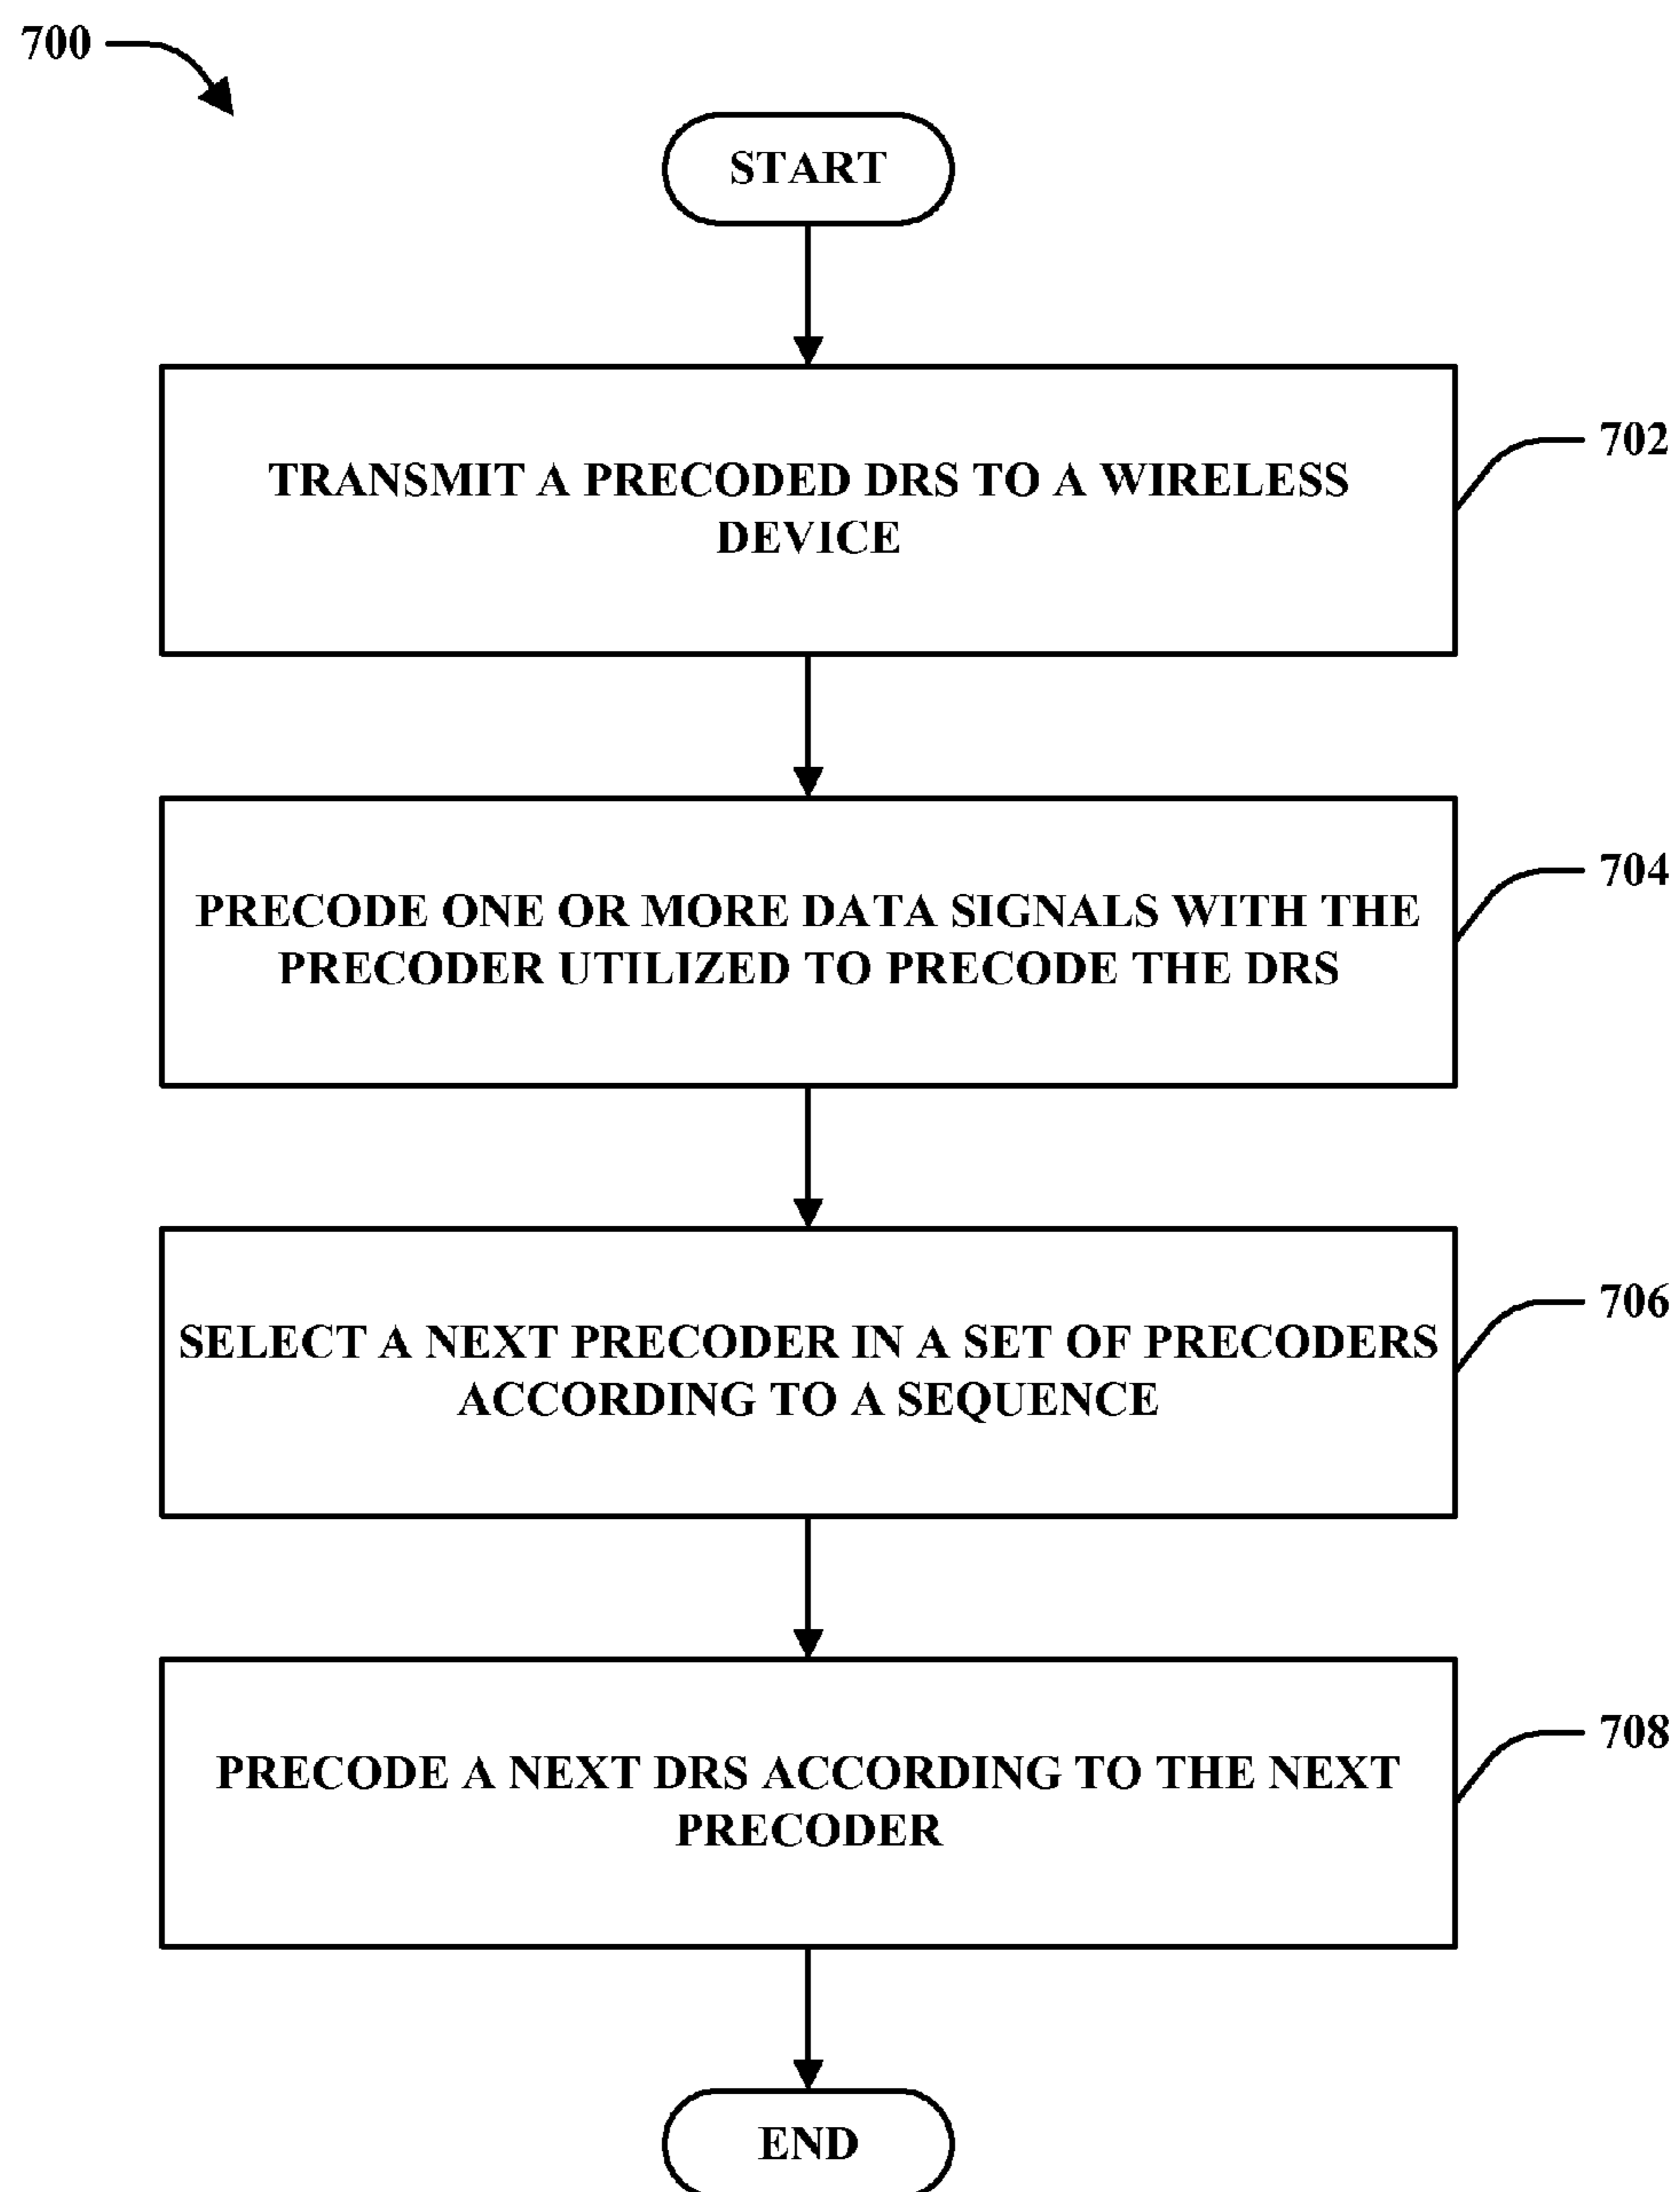 700
START
TRANSMIT A PRECODED DRS TO A WIRELESS
DEVICE
702
PRECODE ONE OR MORE DATA SIGNALS WITH THE
PRECODER UTILIZED TO PRECODE THE DRS
704
SELECT A NEXT PRECODER IN A SET OF PRECODERS
ACCORDING TO A SEQUENCE
706
PRECODE A NEXT DRS ACCORDING TO THE NEXT
PRECODER
708
END